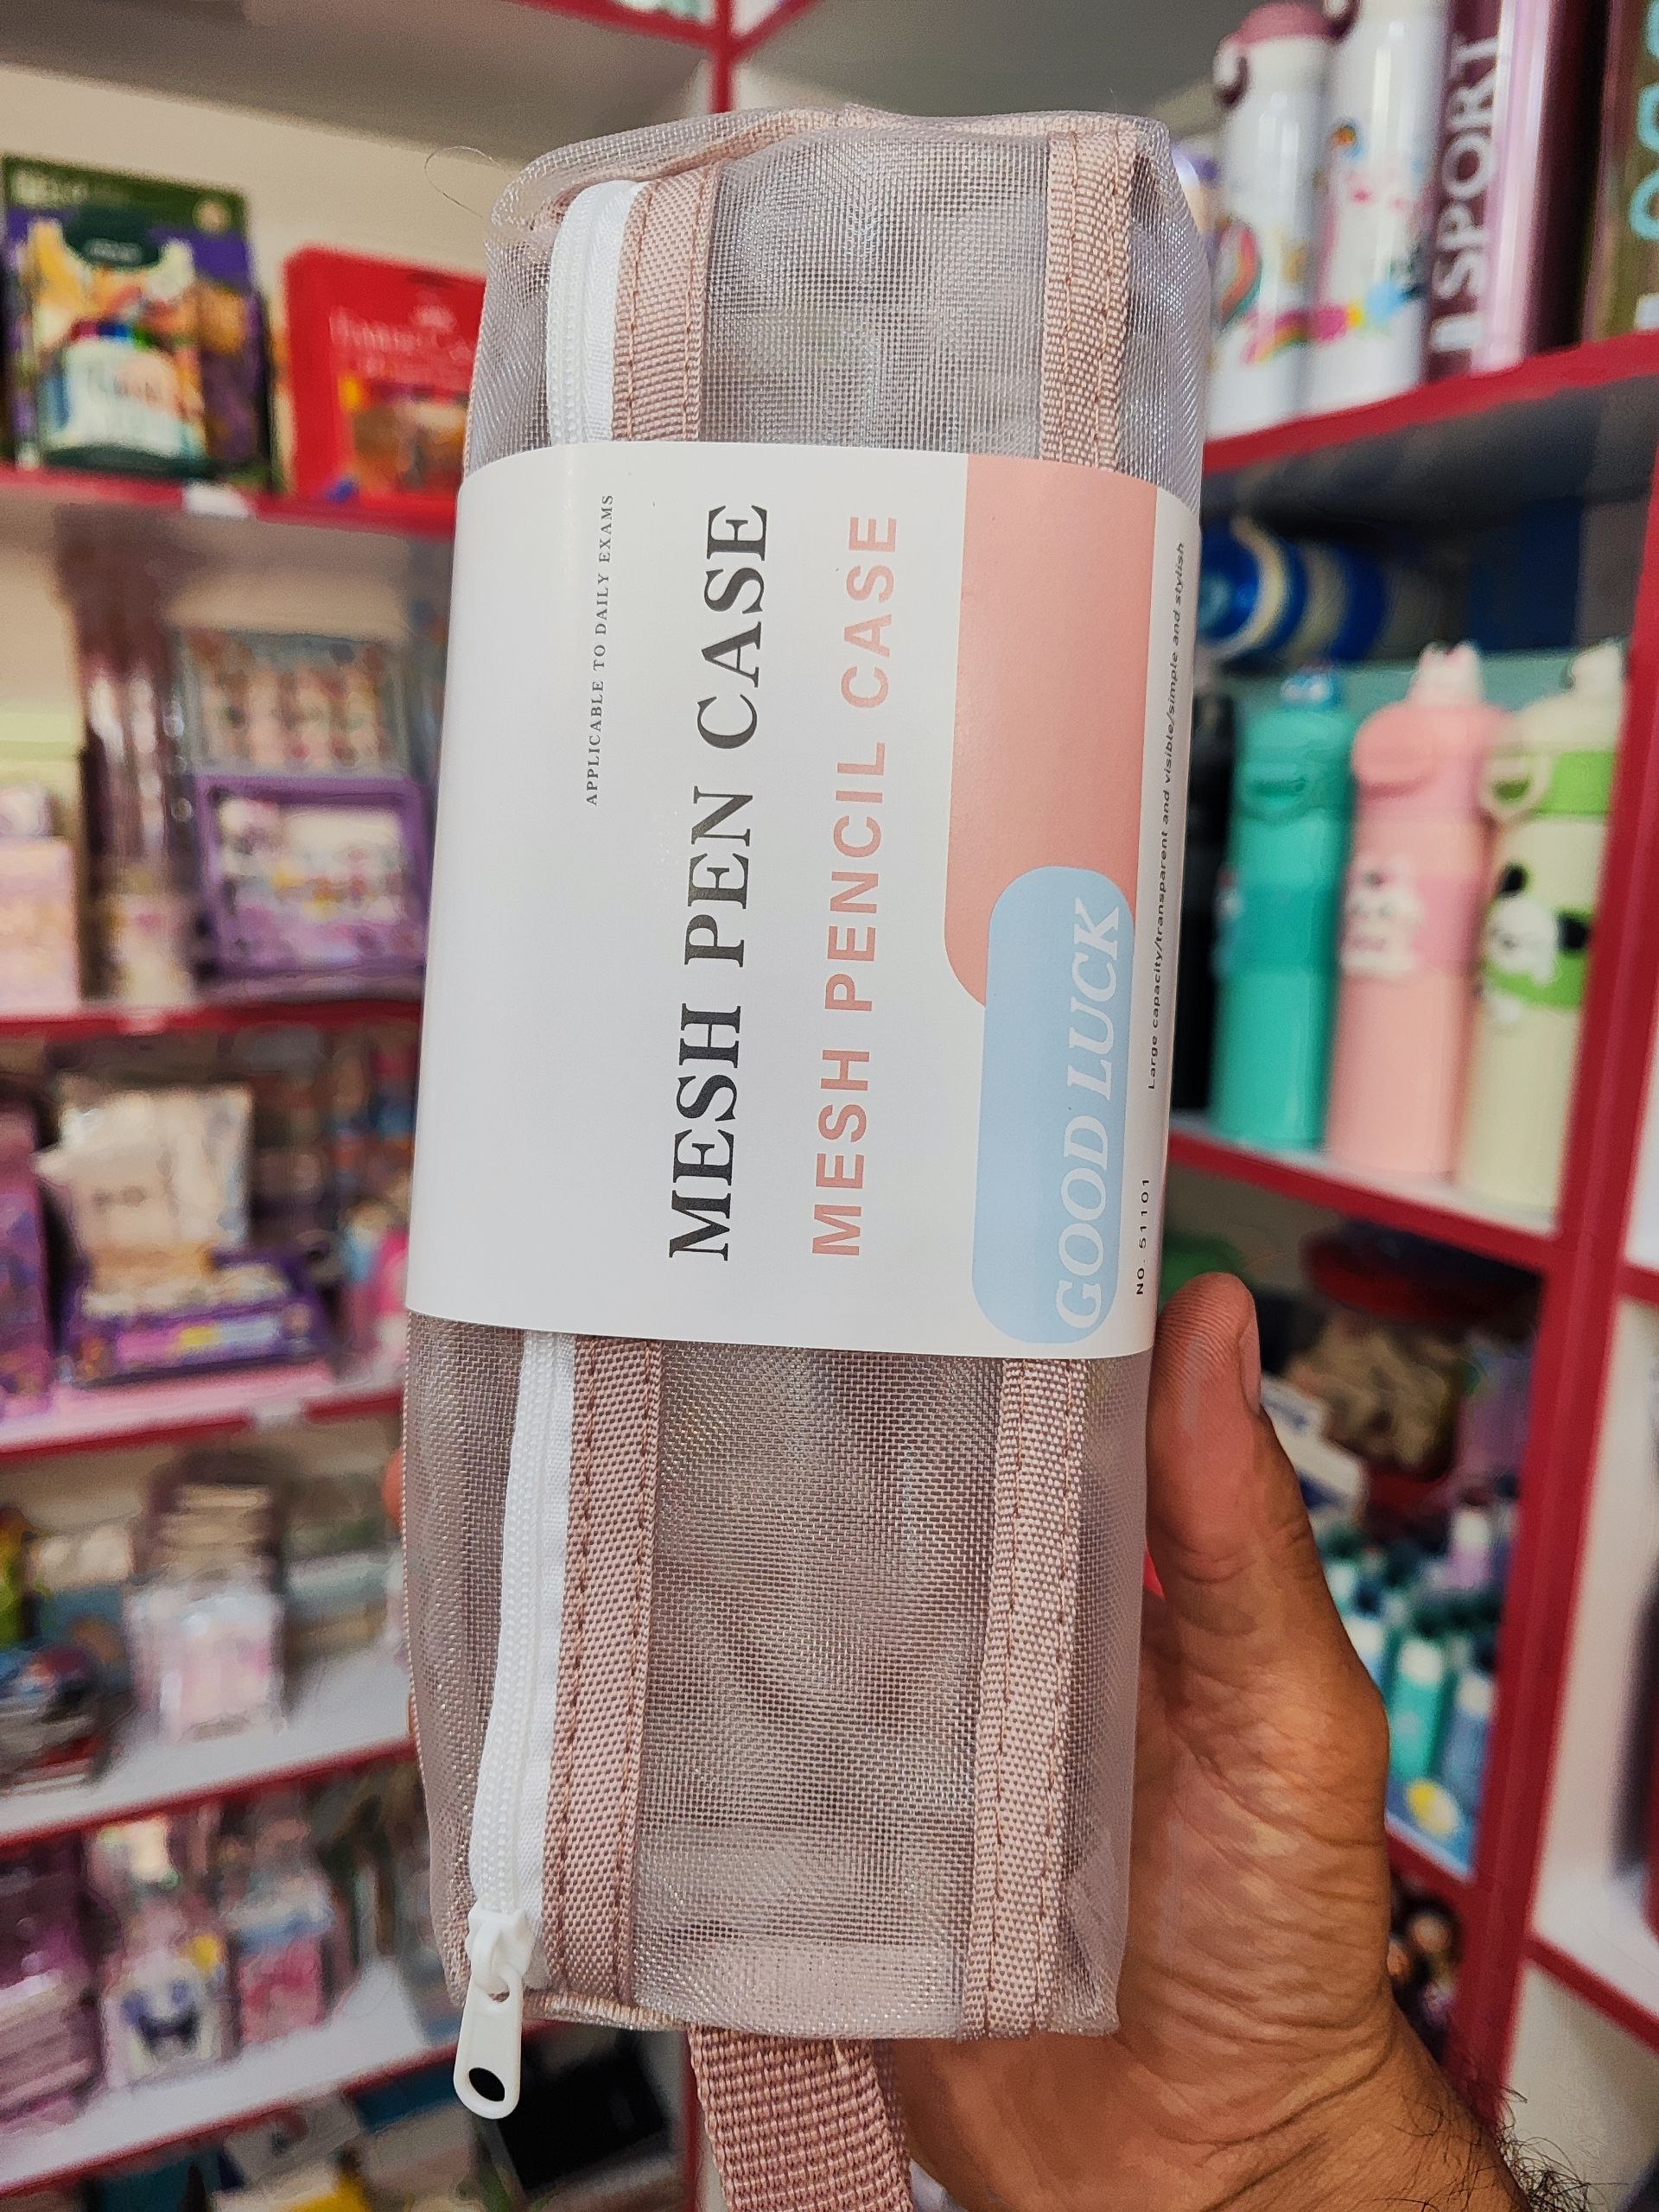 APPLICABLE TO DAILY EXAMS
MESH PEN CASE
MESH PENCIL CASE
GOOD LUCK
NO. 51101
Large capacity/transparent and visible/simple and stylish
SPORT